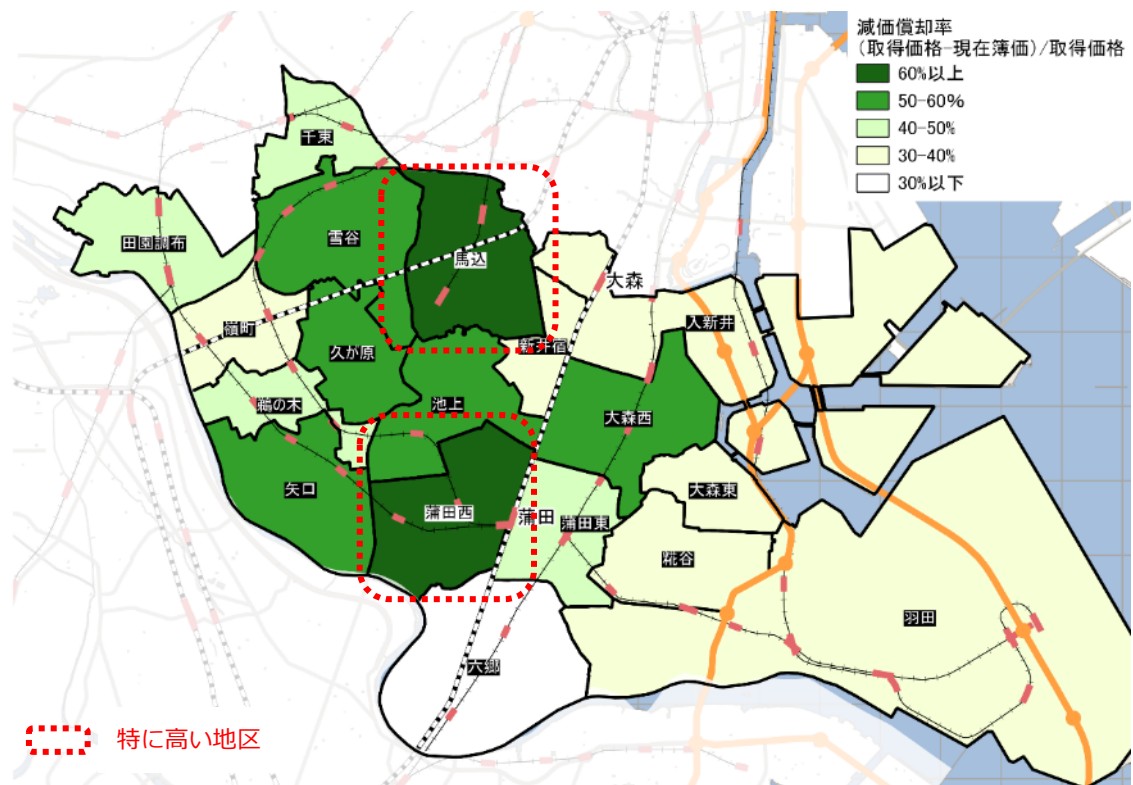 減価償却率
(取得価格-現在簿価)/取得価格
60%以上
50-60%
40-50%
30-40%
30%以下
千束
雪谷
田園調布
馬込
大森
嶺町
入新井
久が原
新井宿
鵜の木
池上
大森西
矢口
大森東
蒲田西
蒲田
蒲田東
糀谷
羽田
六郷
特に高い地区